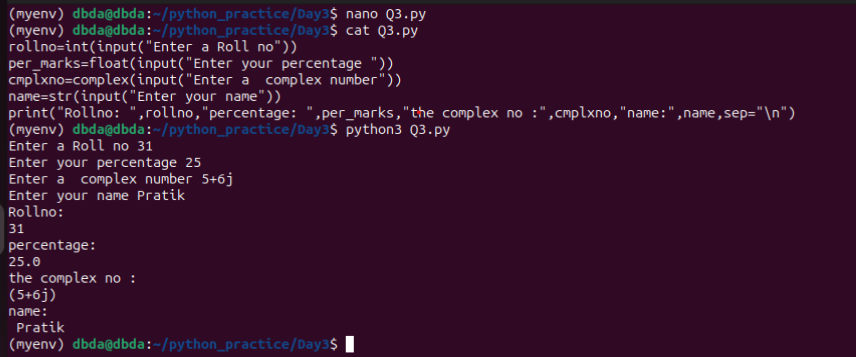 (myenv) dbda@dbda:~/python_practice/Day3$ nano Q3.py
(myenv) dbda@dbda:~/python_practice/Day3$ cat Q3.py
rollno=int(input("Enter a Roll no"))
per_marks=float(input("Enter your percentage "))
cmplxno=complex(input("Enter a  complex number"))
name=str(input("Enter your name"))
print("Rollno: ",rollno,"percentage: ",per_marks,"the complex no :",cmplxno,"name:",name,sep="\n")
(myenv) dbda@dbda:~/python_practice/Day3$ python3 Q3.py
Enter a Roll no 31
Enter your percentage 25
Enter a  complex number 5+6j
Enter your name Pratik
Rollno:
31
percentage:
25.0
the complex no :
(5+6j)
name:
 Pratik
(myenv) dbda@dbda:~/python_practice/Day3$